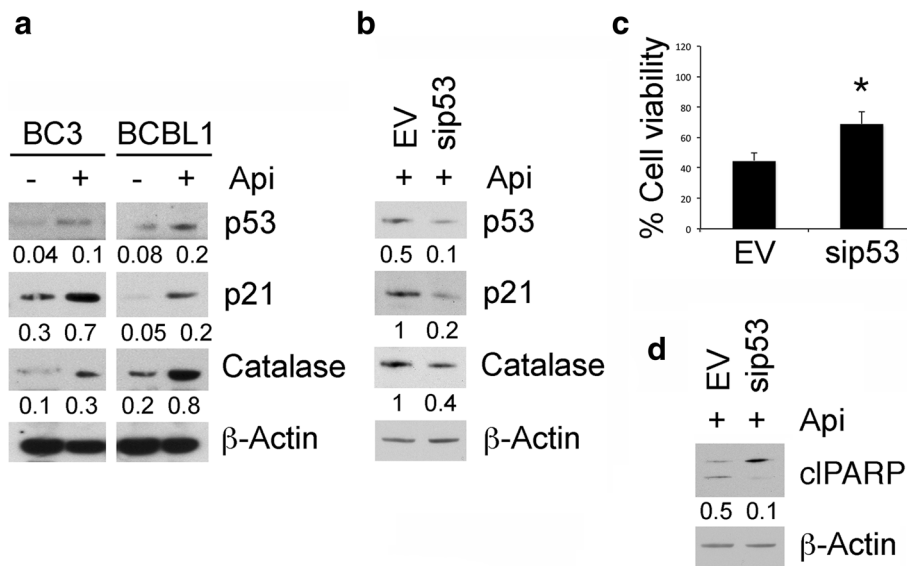 a
BC3 BCBL1
- + - + Api
p53
0.04 0.1 0.08 0.2
p21
0.3 0.7 0.05 0.2
Catalase
0.1 0.3 0.2 0.8
β-Actin
b
EV sip53
+ + Api
p53
0.5 0.1
p21
1 0.2
Catalase
1 0.4
β-Actin
c
% Cell viability
120
100
80
60
40
20
0
*
EV sip53
d
EV sip53
+ + Api
clPARP
0.5 0.1
β-Actin